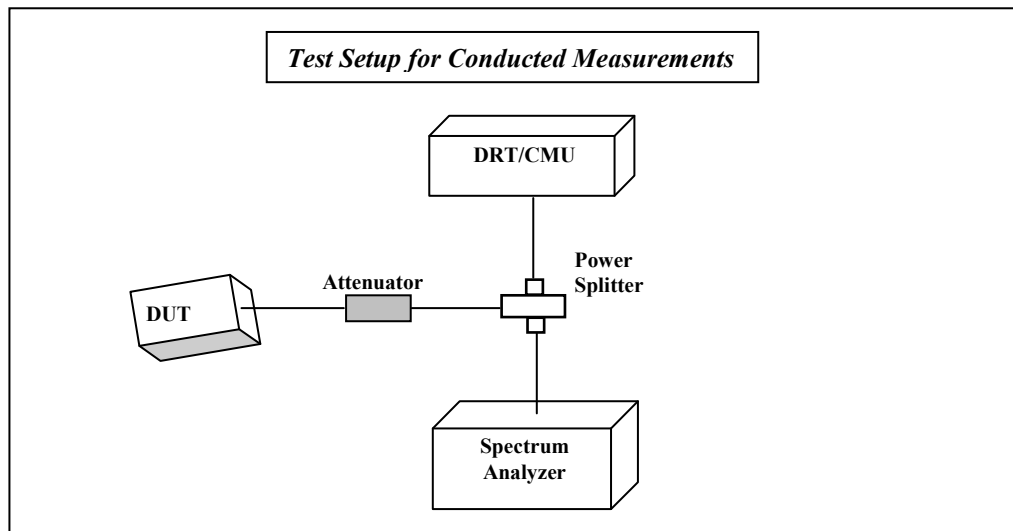 Test Setup for Conducted Measurements
DRT/CMU
Power
Splitter
Attenuator
DUT
Spectrum
Analyzer